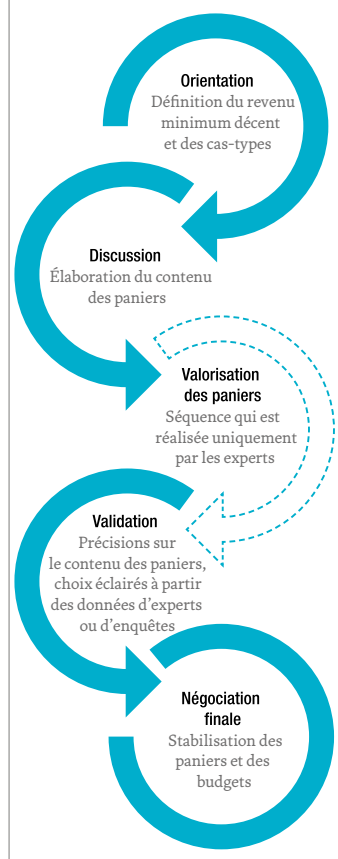 Orientation
Définition du revenu
minimum décent
et des cas-types
Discussion
Élaboration du contenu
des paniers
Valorisation
des paniers
Séquence qui est
réalisée uniquement
par les experts
Validation
Précisions sur
le contenu des paniers,
choix éclairés à partir
des données d’experts
ou d’enquêtes
Négociation
finale
Stabilisation des
paniers et des
budgets